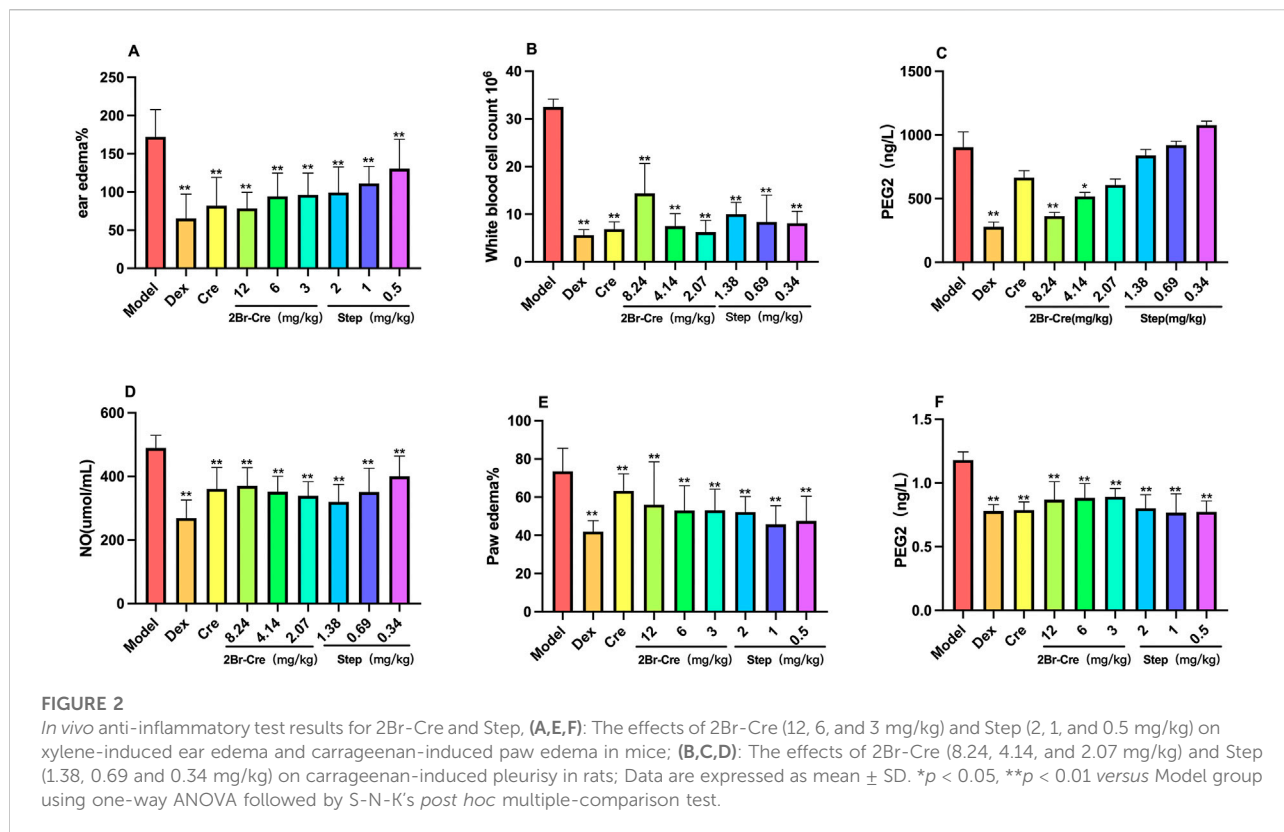 A
ear edema%
250
200
150
100
50
0
** ** ** ** ** ** ** **
Model Dex Cre 12 6 3 2 1 0.5
2Br-Cre (mg/kg) Step (mg/kg)
B
White blood cell count 10^6
40
30
20
10
0
** ** ** ** ** ** ** **
Model Dex Cre 8.24 4.14 2.07 1.38 0.69 0.34
2Br-Cre (mg/kg) Step (mg/kg)
C
PEG2 (ng/L)
1500
1000
500
0
** ** *
Model Dex Cre 8.24 4.14 2.07 1.38 0.69 0.34
2Br-Cre(mg/kg) Step(mg/kg)
D
NO(umol/mL)
600
400
200
0
** ** ** ** ** ** ** **
Model Dex Cre 8.24 4.14 2.07 1.38 0.69 0.34
2Br-Cre (mg/kg) Step (mg/kg)
E
Paw edema%
100
80
60
40
20
0
** ** ** ** ** ** ** **
Model Dex Cre 12 6 3 2 1 0.5
2Br-Cre (mg/kg) Step (mg/kg)
F
PEG2 (ng/L)
1.5
1.0
0.5
0.0
** ** ** ** ** ** ** **
Model Dex Cre 12 6 3 2 1 0.5
2Br-Cre (mg/kg) Step (mg/kg)
FIGURE 2
In vivo anti-inflammatory test results for 2Br-Cre and Step, (A,E,F): The effects of 2Br-Cre (12, 6, and 3 mg/kg) and Step (2, 1, and 0.5 mg/kg) on
xylene-induced ear edema and carrageenan-induced paw edema in mice; (B,C,D): The effects of 2Br-Cre (8.24, 4.14, and 2.07 mg/kg) and Step
(1.38, 0.69 and 0.34 mg/kg) on carrageenan-induced pleurisy in rats; Data are expressed as mean ± SD. *p < 0.05, **p < 0.01 versus Model group
using one-way ANOVA followed by S-N-K's post hoc multiple-comparison test.